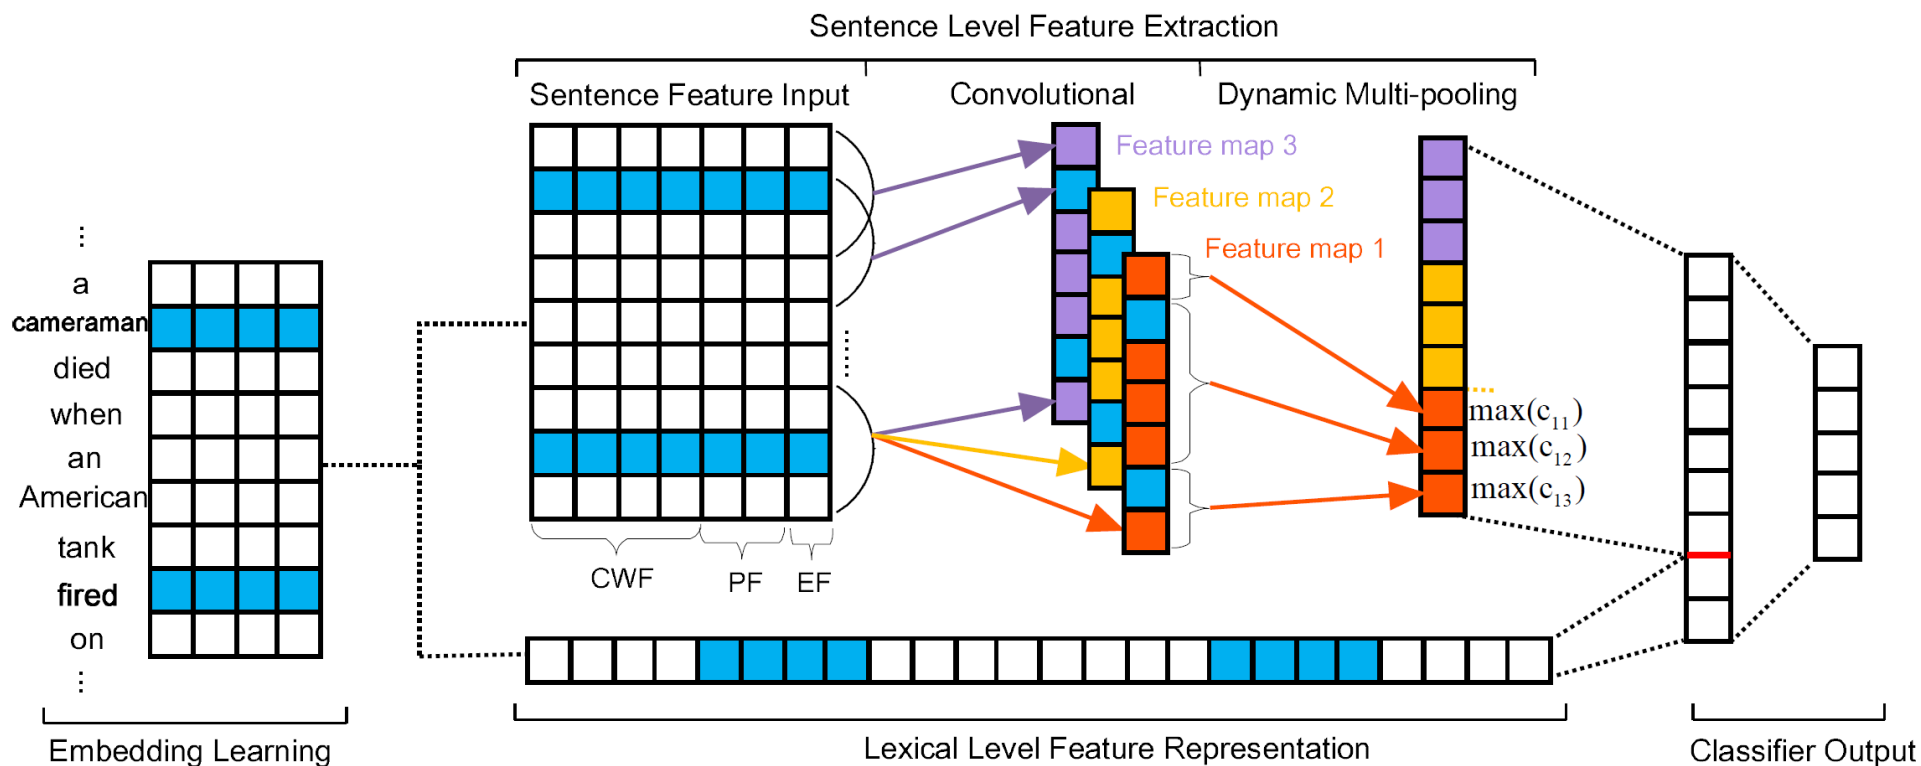 Sentence Level Feature Extraction
Sentence Feature Input
Convolutional
Dynamic Multi-pooling
Feature map 3
Feature map 2
Feature map 1
⋮
a
cameraman
died
when
an
American
tank
fired
on
⋮
max(c₁₁)
max(c₁₂)
max(c₁₃)
CWF
PF
EF
Embedding Learning
Lexical Level Feature Representation
Classifier Output